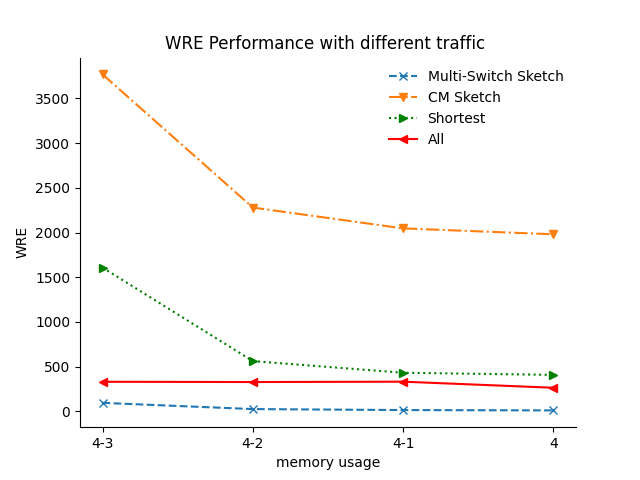 WRE Performance with different traffic
Multi-Switch Sketch
CM Sketch
Shortest
All
3500
3000
2500
2000
1500
1000
500
0
WRE
4-3
4-2
4-1
4
memory usage